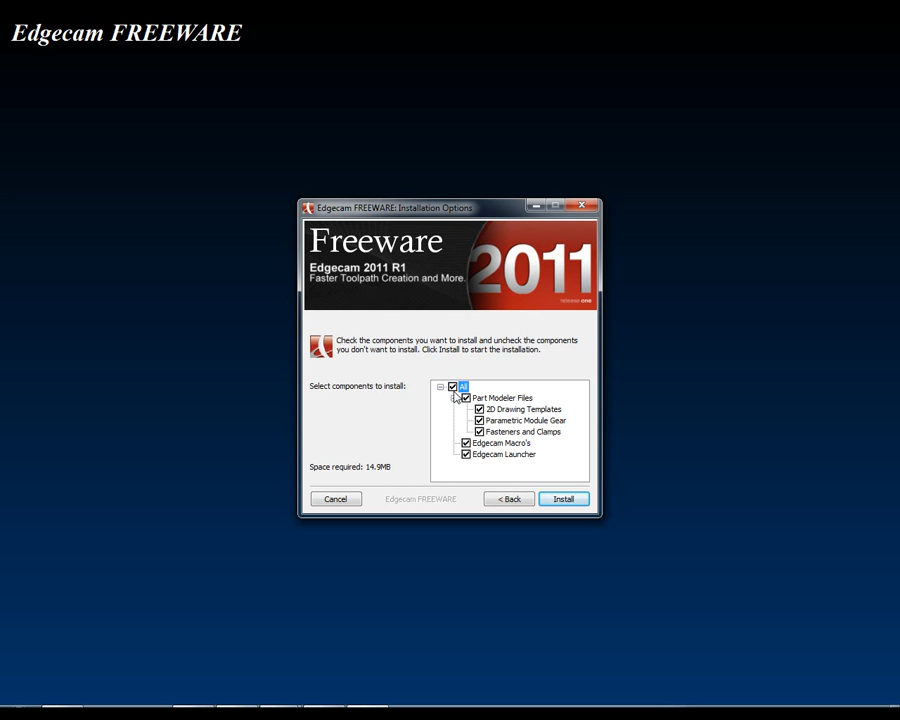 Edgecam FREEWARE
Edgecam FREEWARE: Installation Options
Freeware
Edgecam 2011 R1
Faster Toolpath Creation and More.
2011
release one
Check the components you want to install and uncheck the components
you don't want to install. Click Install to start the installation.
Select components to install:
All
Part Modeler Files
2D Drawing Templates
Parametric Module Gear
Fasteners and Clamps
Edgecam Macro's
Edgecam Launcher
Space required: 14.9MB
Cancel
Edgecam FREEWARE
< Back
Install